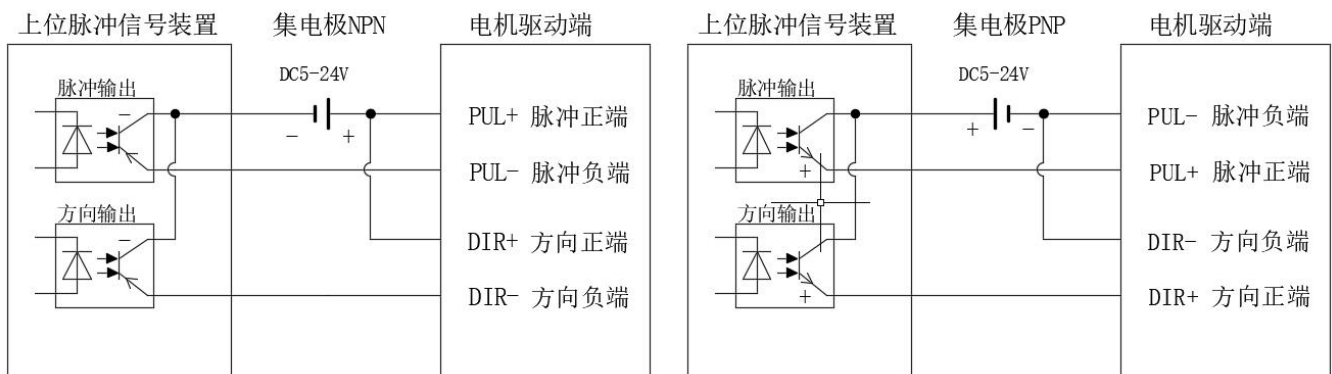 上位脉冲信号装置 集电极NPN 电机驱动端
DC5-24V
脉冲输出
−
− +
PUL+ 脉冲正端
PUL- 脉冲负端
方向输出
−
DIR+ 方向正端
DIR- 方向负端
上位脉冲信号装置 集电极PNP 电机驱动端
DC5-24V
脉冲输出
+ −
PUL- 脉冲负端
+
PUL+ 脉冲正端
方向输出
DIR- 方向负端
+
DIR+ 方向正端